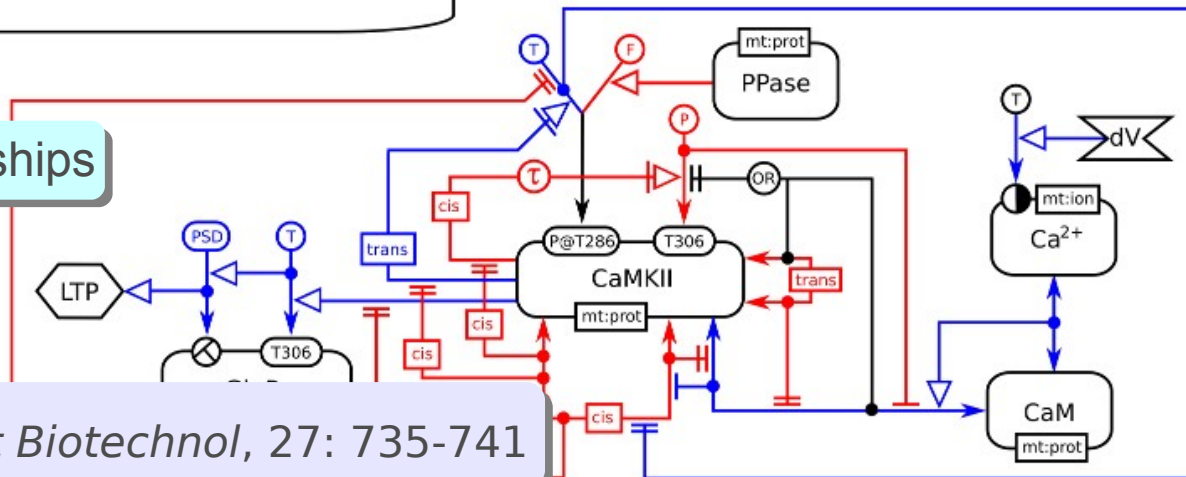 mt:prot
T
F
PPase
P
T
dV
ships
τ
OR
cis
mt:ion
Ca2+
PSD
T
trans
P@T286
T306
CaMKII
trans
LTP
mt:prot
cis
T306
cis
cis
CaM
mt:prot
Biotechnol, 27: 735-741